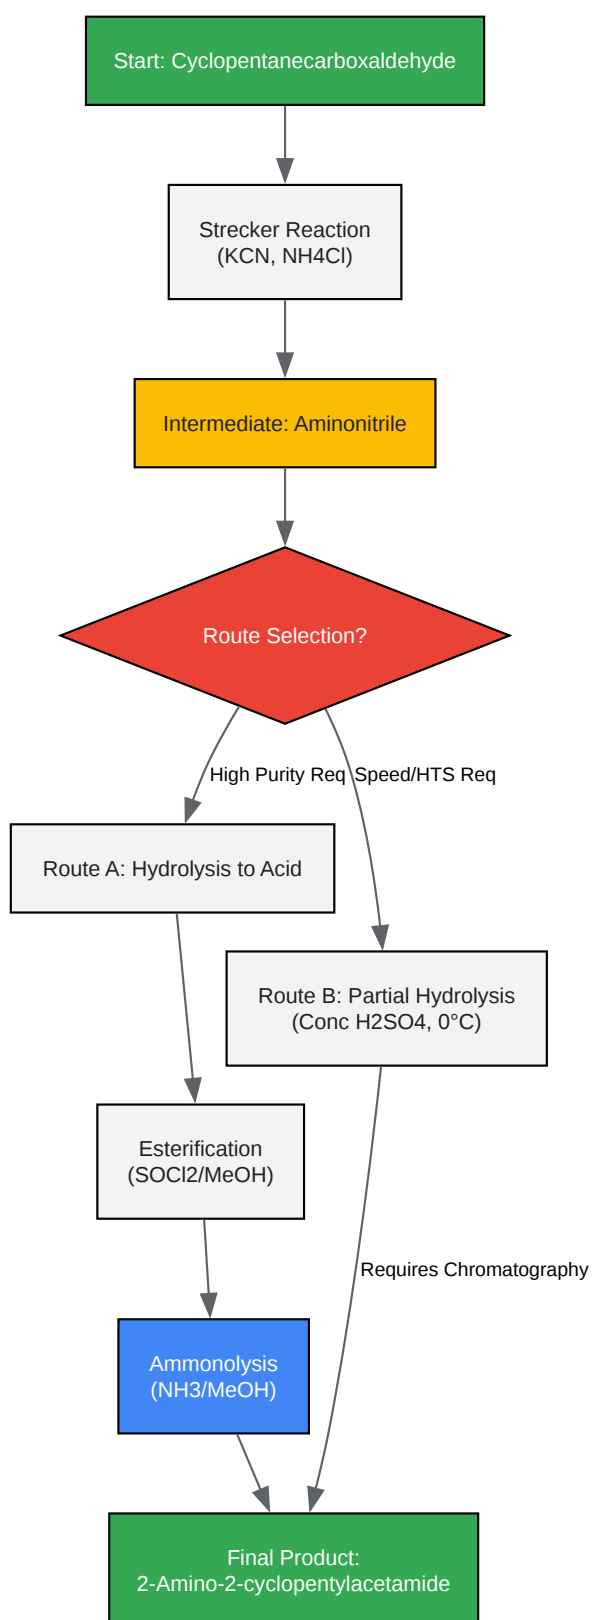 Start: Cyclopentanecarboxaldehyde
Strecker Reaction
(KCN, NH4Cl)
Intermediate: Aminonitrile
Route Selection?
High Purity Req
Speed/HTS Req
Route A: Hydrolysis to Acid
Route B: Partial Hydrolysis
(Conc H2SO4, 0°C)
Esterification
(SOCl2/MeOH)
Requires Chromatography
Ammonolysis
(NH3/MeOH)
Final Product:
2-Amino-2-cyclopentylacetamide